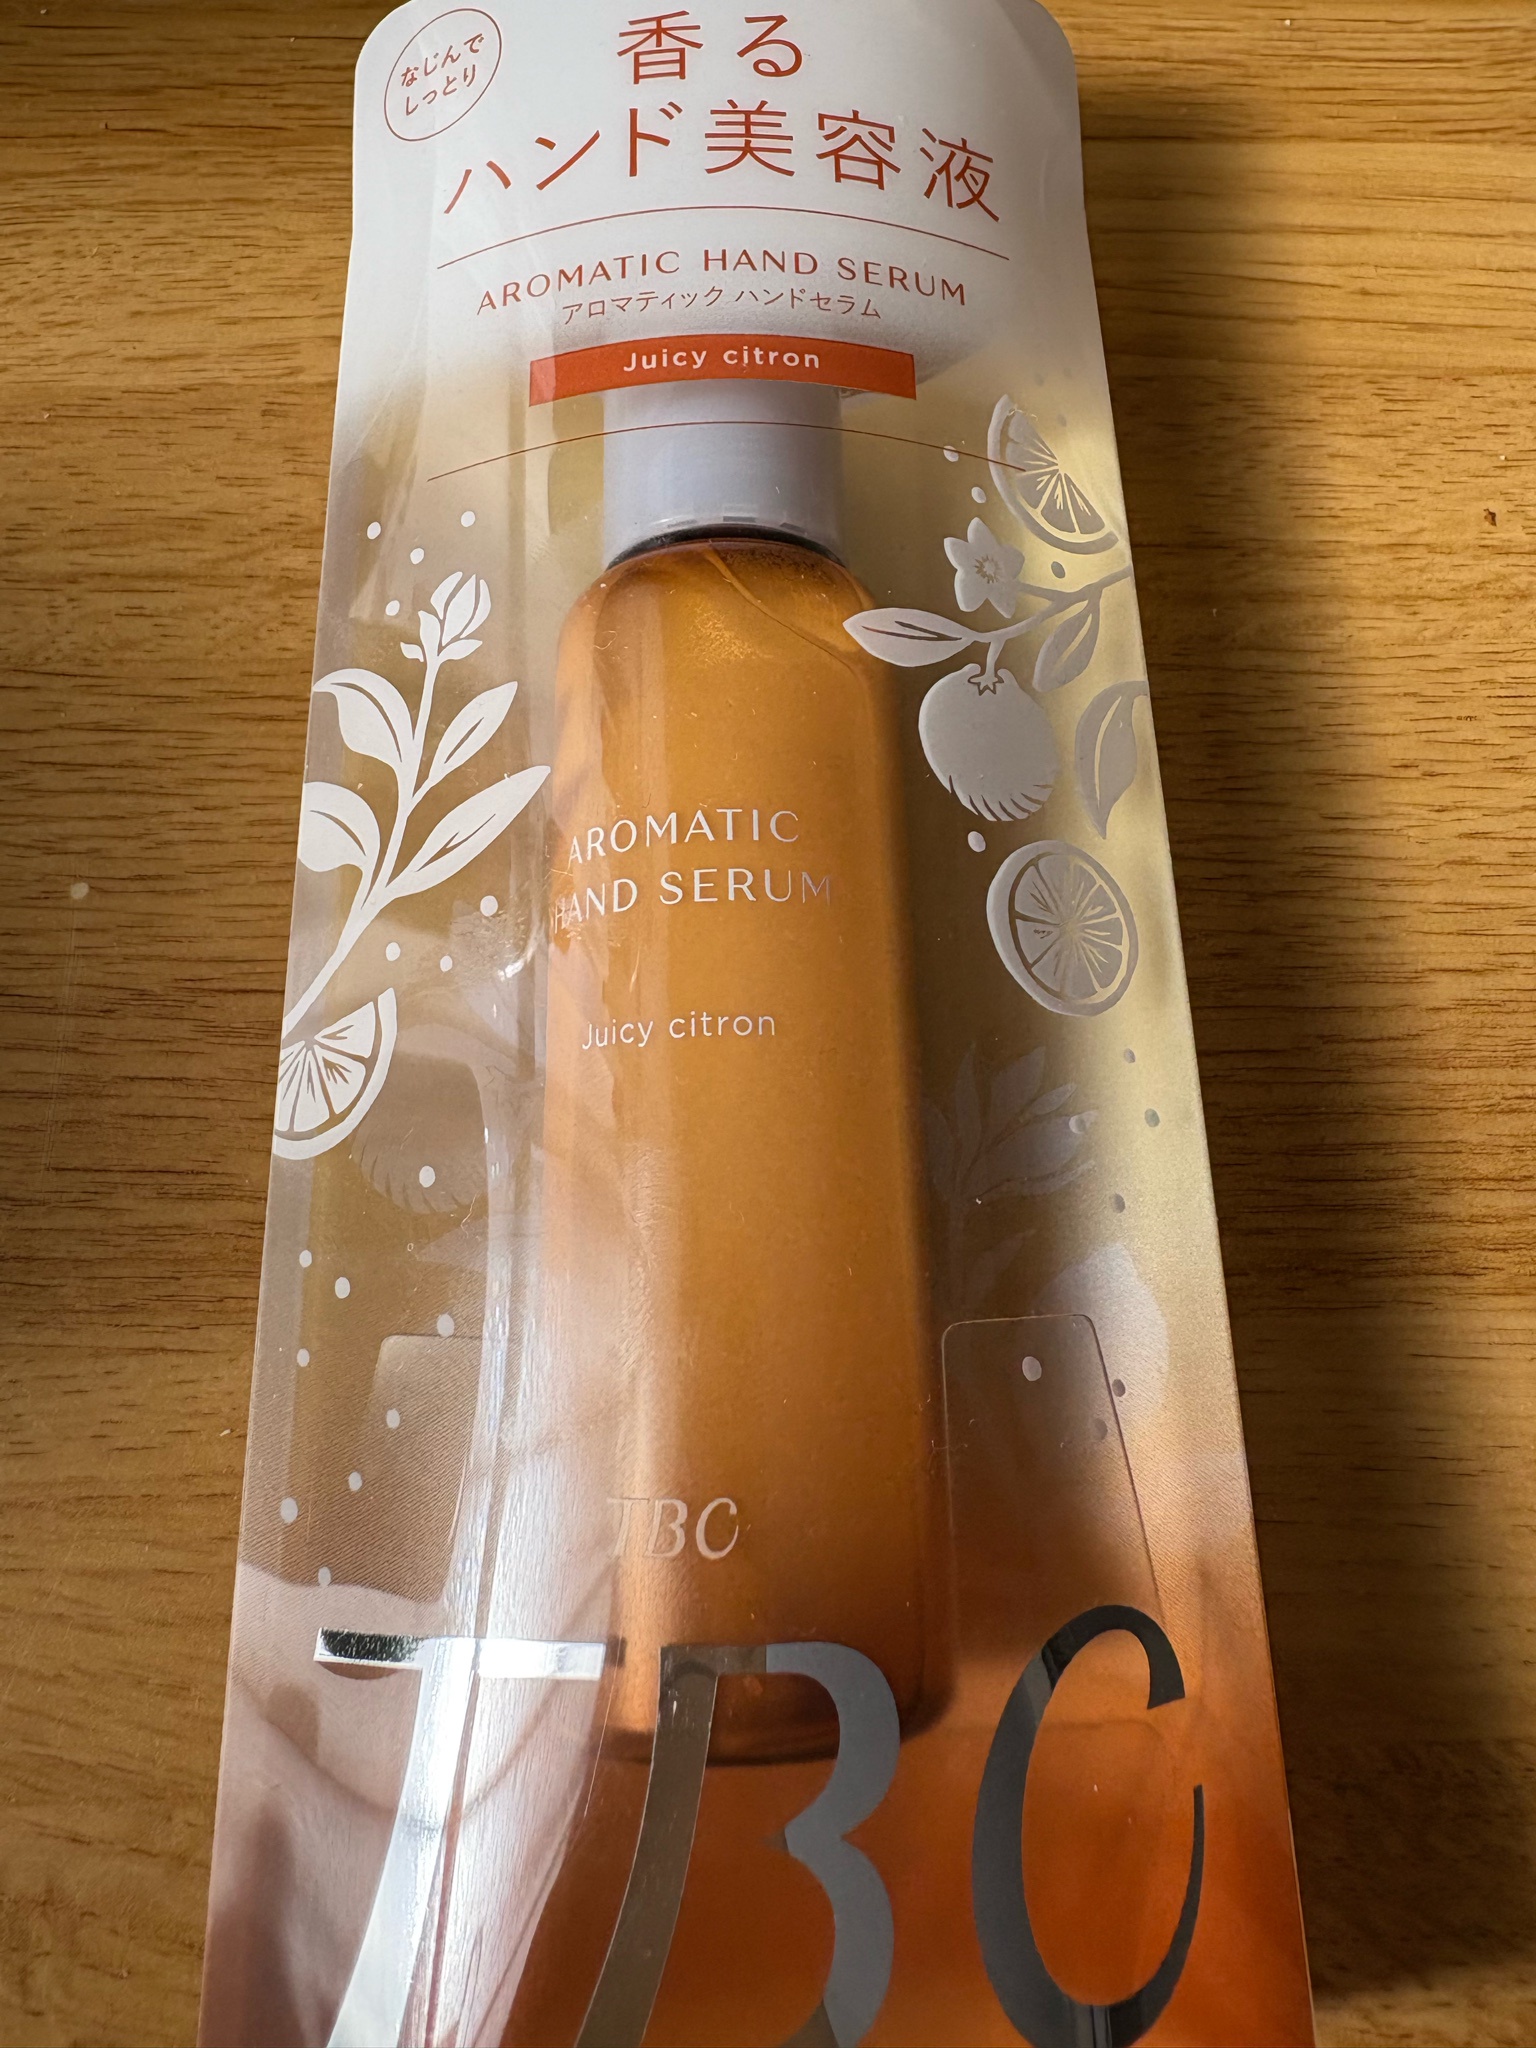 なじんで
しっとり
香る
ハンド美容液
AROMATIC HAND SERUM
アロマティック ハンドセラム
Juicy citron
AROMATIC
HAND SERUM
Juicy citron
TBC
TBC